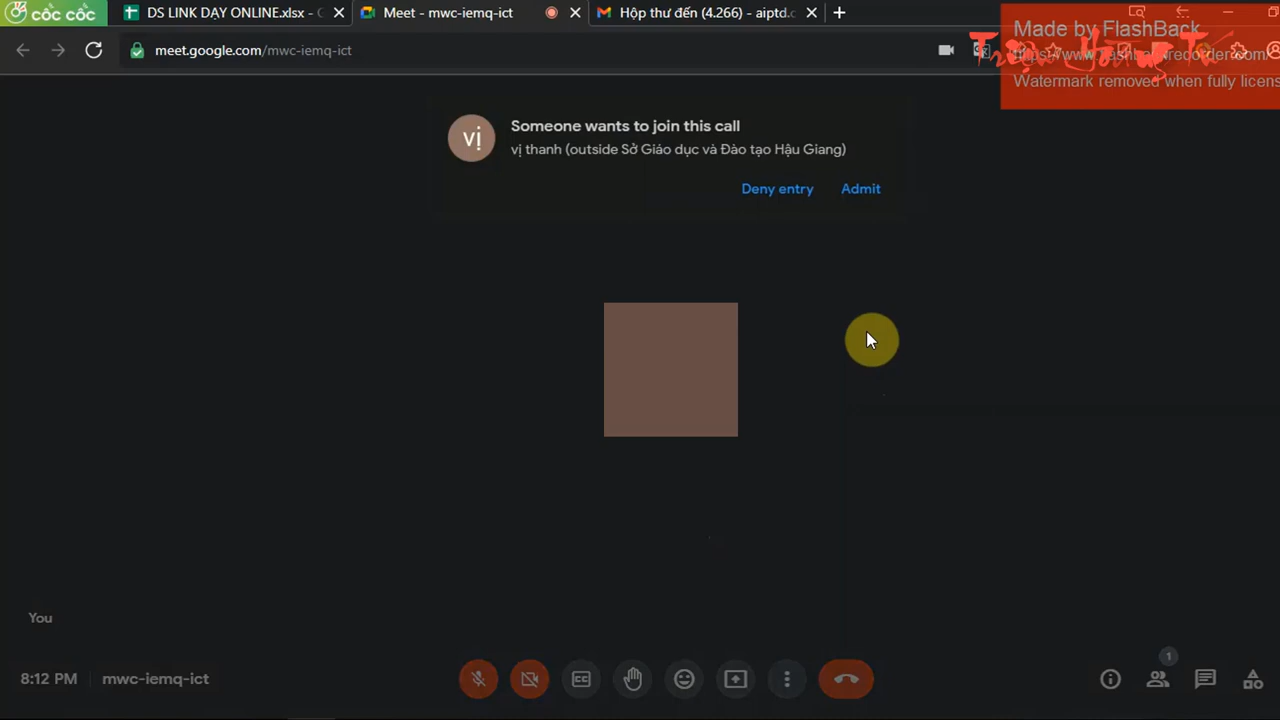 cốc cốc
DS LINK DẠY ONLINE.xlsx - G
Meet - mwc-iemq-ict
Hộp thư đến (4.266) - aiptd.c
meet.google.com/mwc-iemq-ict
Made by FlashBack
Watermark removed when fully licens
Someone wants to join this call
vị
vị thanh (outside Sở Giáo dục và Đào tạo Hậu Giang)
Deny entry
Admit
You
8:12 PM
mwc-iemq-ict
CC
1